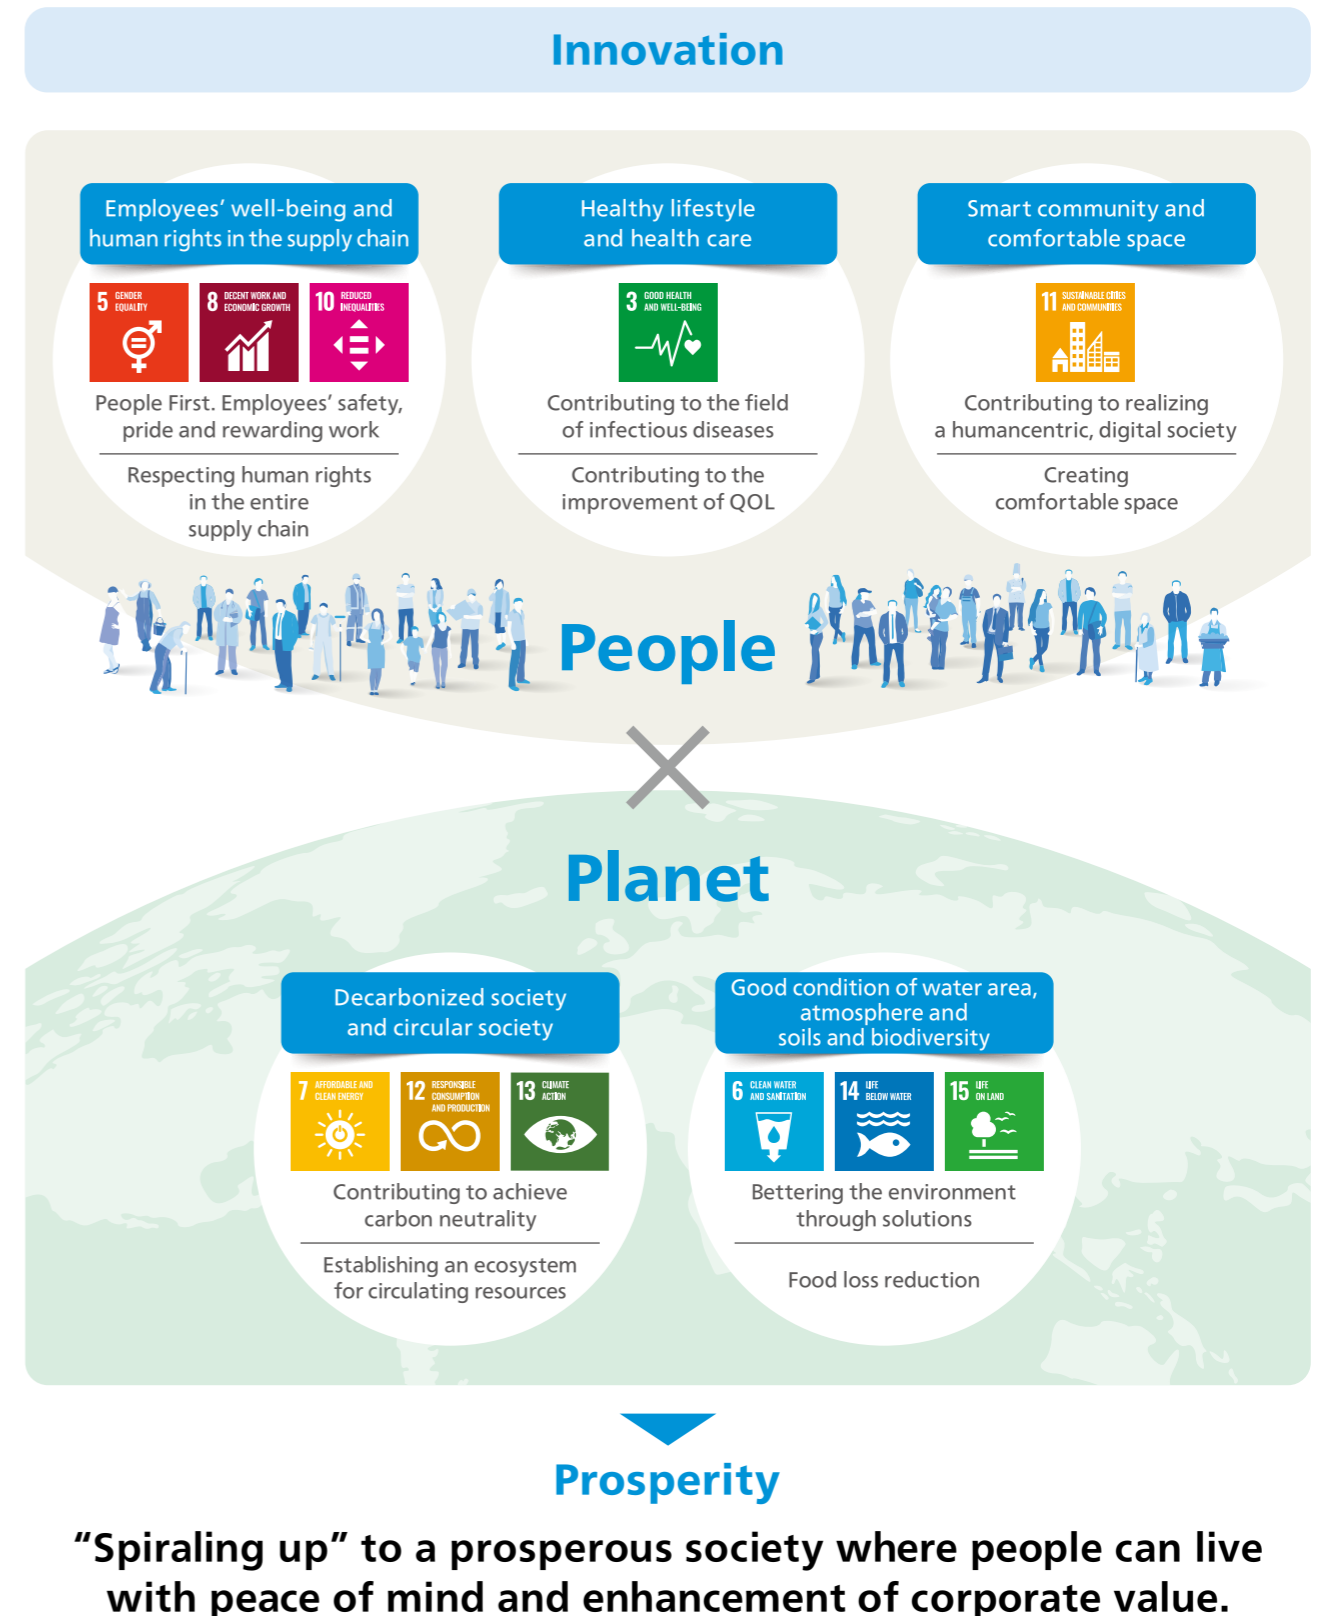 Innovation
Employees’ well-being and
human rights in the supply chain
5 GENDER
EQUALITY
8 DECENT WORK AND
ECONOMIC GROWTH
10 REDUCED
INEQUALITIES
People First. Employees’ safety,
pride and rewarding work
Respecting human rights
in the entire
supply chain
Healthy lifestyle
and health care
3 GOOD HEALTH
AND WELL-BEING
Contributing to the field
of infectious diseases
Contributing to the
improvement of QOL
Smart community and
comfortable space
11 SUSTAINABLE CITIES
AND COMMUNITIES
Contributing to realizing
a humancentric, digital society
Creating
comfortable space
People
Planet
Decarbonized society
and circular society
7 AFFORDABLE AND
CLEAN ENERGY
12 RESPONSIBLE
CONSUMPTION
AND PRODUCTION
13 CLIMATE
ACTION
Contributing to achieve
carbon neutrality
Establishing an ecosystem
for circulating resources
Good condition of water area,
atmosphere and
soils and biodiversity
6 CLEAN WATER
AND SANITATION
14 LIFE
BELOW WATER
15 LIFE
ON LAND
Bettering the environment
through solutions
Food loss reduction
Prosperity
“Spiraling up” to a prosperous society where people can live
with peace of mind and enhancement of corporate value.